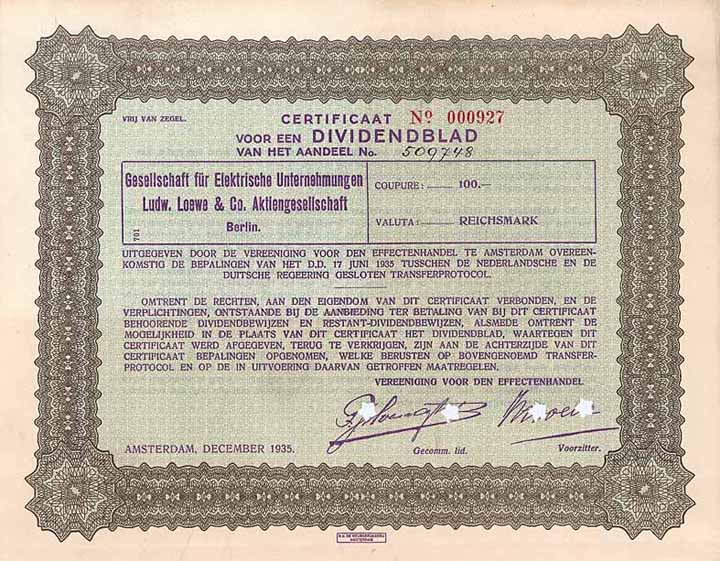 VRIJ VAN ZEGEL.
CERTIFICAAT No 000927
VOOR EEN DIVIDENDBLAD
VAN HET AANDEEL No. 509748
Gesellschaft für Elektrische Unternehmungen
Ludw. Loewe & Co. Aktiengesellschaft
Berlin.
701
COUPURE: 100.—
VALUTA: REICHSMARK
UITGEGEVEN DOOR DE VEREENIGING VOOR DEN EFFECTENHANDEL TE AMSTERDAM OVEREEN-
KOMSTIG DE BEPALINGEN VAN HET D.D. 17 JUNI 1935 TUSSCHEN DE NEDERLANDSCHE EN DE
DUITSCHE REGEERING GESLOTEN TRANSFERPROTOCOL.
OMTRENT DE RECHTEN, AAN DEN EIGENDOM VAN DIT CERTIFICAAT VERBONDEN, EN DE
VERPLICHTINGEN, ONTSTAANDE BIJ DE AANBIEDING TER BETALING VAN BIJ DIT CERTIFICAAT
BEHOORENDE DIVIDENDBEWIJZEN EN RESTANT-DIVIDENDBEWIJZEN, ALSMEDE OMTRENT DE
MOGELIJKHEID IN DE PLAATS VAN DIT CERTIFICAAT HET DIVIDENDBLAD, WAARTEGEN DIT
CERTIFICAAT WERD AFGEGEVEN, TERUG TE VERKRIJGEN, ZIJN AAN DE ACHTERZIJDE VAN DIT
CERTIFICAAT BEPALINGEN OPGENOMEN, WELKE BERUSTEN OP BOVENGENOEMD TRANSFER-
PROTOCOL EN OP DE IN UITVOERING DAARVAN GETROFFEN MAATREGELEN.
VEREENIGING VOOR DEN EFFECTENHANDEL
AMSTERDAM, DECEMBER 1935.
Gecomm. lid.
Voorzitter.